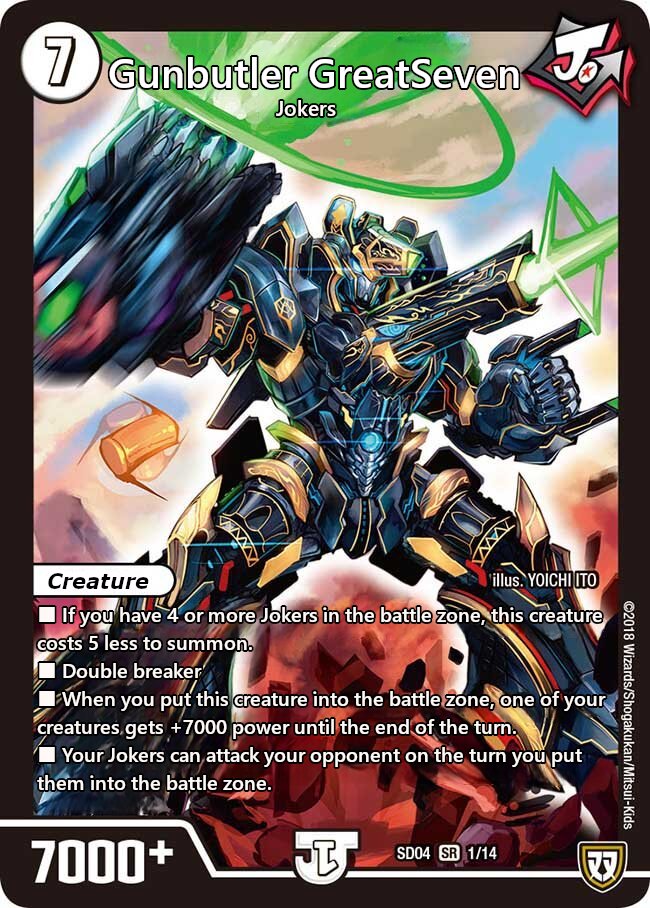 7
Gunbutler GreatSeven
Jokers
Creature
illus. YOICHI ITO
■ If you have 4 or more Jokers in the battle zone, this creature
costs 5 less to summon.
■ Double breaker
■ When you put this creature into the battle zone, one of your
creatures gets +7000 power until the end of the turn.
■ Your Jokers can attack your opponent on the turn you put
them into the battle zone.
©2018 Wizards/Shogakukan/Mitsui-Kids
7000+
SD04 SR 1/14